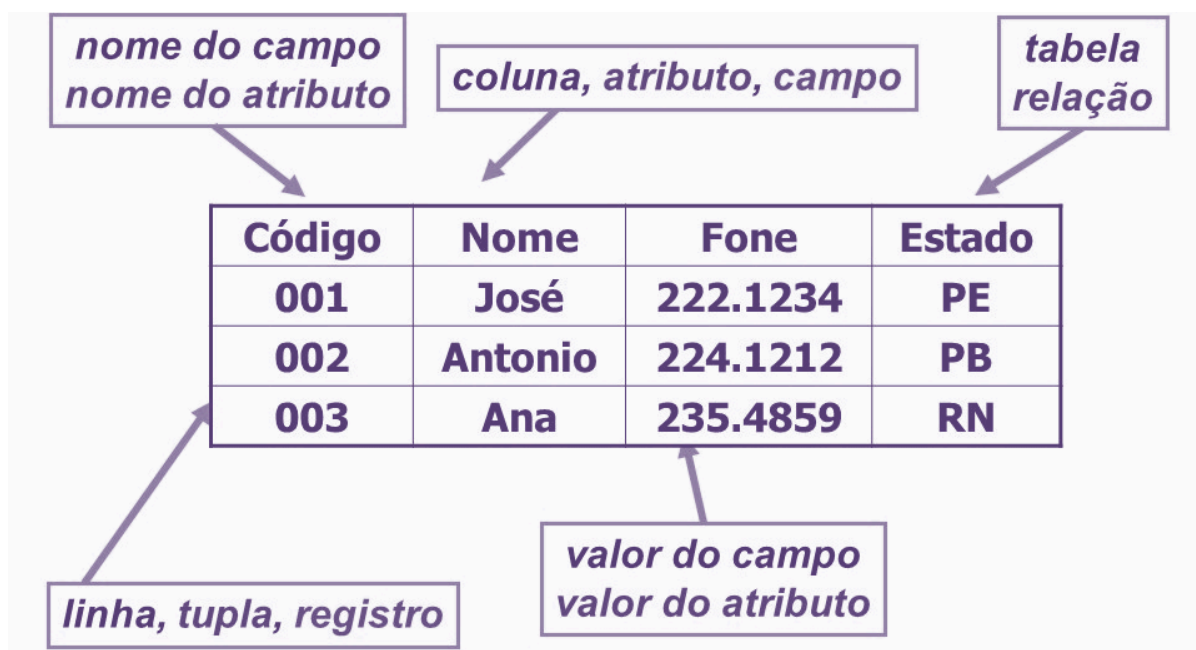 nome do campo
nome do atributo
coluna, atributo, campo
tabela
relação
Código Nome Fone Estado
001 José 222.1234 PE
002 Antonio 224.1212 PB
003 Ana 235.4859 RN
linha, tupla, registro
valor do campo
valor do atributo